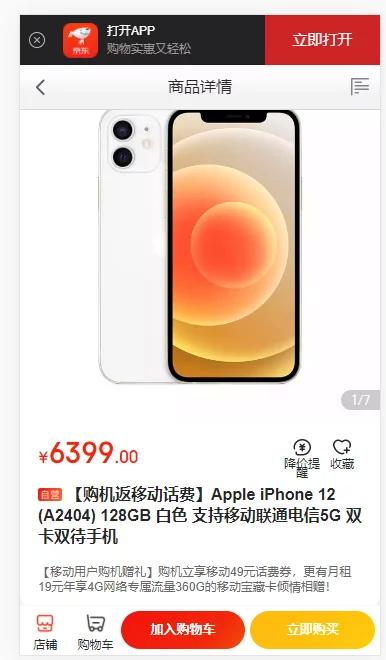 打开APP
京东
购物实惠又轻松
立即打开
商品详情
1/7
¥6399.00
降价提
醒
收藏
自营 【购机返移动话费】Apple iPhone 12
(A2404) 128GB 白色 支持移动联通电信5G 双
卡双待手机
【移动用户购机赠礼】购机立享移动49元话费券，更有月租
19元年享4G网络专属流量360G的移动宝藏卡倾情相赠！
店铺
购物车
加入购物车
立即购买